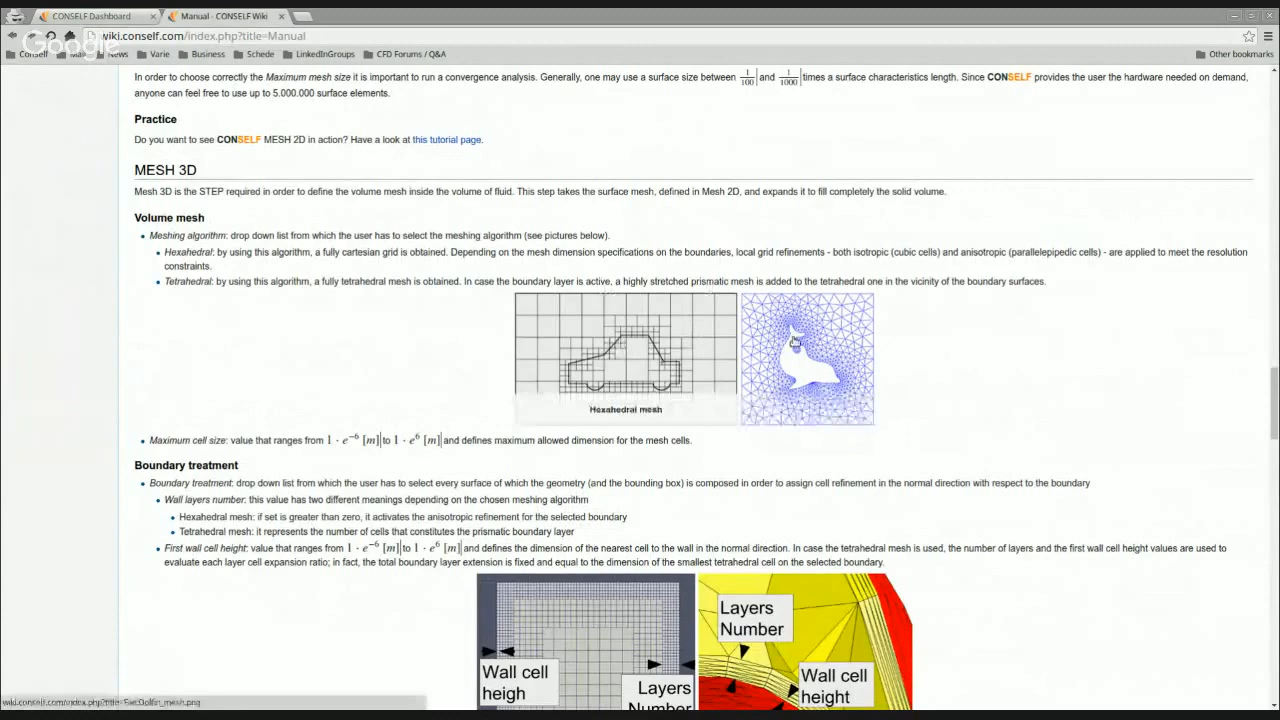 CONSELF Dashboard
Manual - CONSELF Wiki
wiki.conself.com/index.php?title=Manual
Google
Conself
News
Varie
Business
Schede
LinkedInGroups
CFD Forums / Q&A
Other bookmarks
In order to choose correctly the Maximum mesh size it is important to run a convergence analysis. Generally, one may use a surface size between 1/100 and 1/1000 times a surface characteristics length. Since CONSELF provides the user the hardware needed on demand,
anyone can feel free to use up to 5.000.000 surface elements.
Practice
Do you want to see CONSELF MESH 2D in action? Have a look at this tutorial page.
MESH 3D
Mesh 3D is the STEP required in order to define the volume mesh inside the volume of fluid. This step takes the surface mesh, defined in Mesh 2D, and expands it to fill completely the solid volume.
Volume mesh
Meshing algorithm: drop down list from which the user has to select the meshing algorithm (see pictures below).
Hexahedral: by using this algorithm, a fully cartesian grid is obtained. Depending on the mesh dimension specifications on the boundaries, local grid refinements - both isotropic (cubic cells) and anisotropic (parallelepipedic cells) - are applied to meet the resolution
constraints.
Tetrahedral: by using this algorithm, a fully tetrahedral mesh is obtained. In case the boundary layer is active, a highly stretched prismatic mesh is added to the tetrahedral one in the vicinity of the boundary surfaces.
Hexahedral mesh
Maximum cell size: value that ranges from 1 · e⁻⁶ [m] to 1 · e⁶ [m] and defines maximum allowed dimension for the mesh cells.
Boundary treatment
Boundary treatment: drop down list from which the user has to select every surface of which the geometry (and the bounding box) is composed in order to assign cell refinement in the normal direction with respect to the boundary
Wall layers number: this value has two different meanings depending on the chosen meshing algorithm
Hexahedral mesh: if set is greater than zero, it activates the anisotropic refinement for the selected boundary
Tetrahedral mesh: it represents the number of cells that constitutes the prismatic boundary layer
First wall cell height: value that ranges from 1 · e⁻⁶ [m] to 1 · e⁶ [m] and defines the dimension of the nearest cell to the wall in the normal direction. In case the tetrahedral mesh is used, the number of layers and the first wall cell height values are used to
evaluate each layer cell expansion ratio; in fact, the total boundary layer extension is fixed and equal to the dimension of the smallest tetrahedral cell on the selected boundary.
Wall cell
heigh
Layers
Number
Layers
Number
Wall cell
height